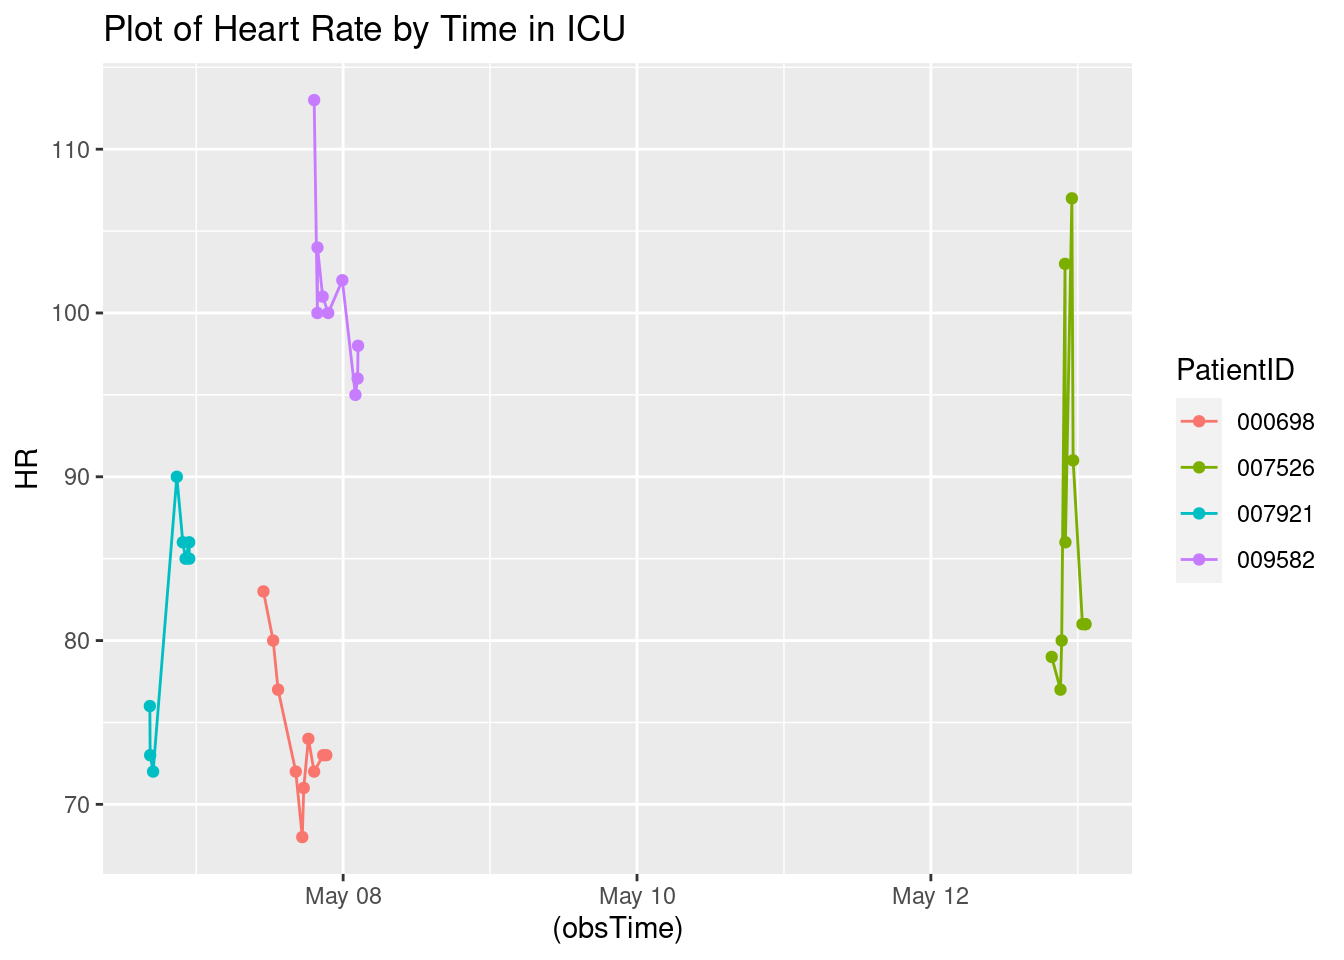 Plot of Heart Rate by Time in ICU
110
100
90
80
70
HR
May 08
May 10
May 12
(obsTime)
PatientID
000698
007526
007921
009582